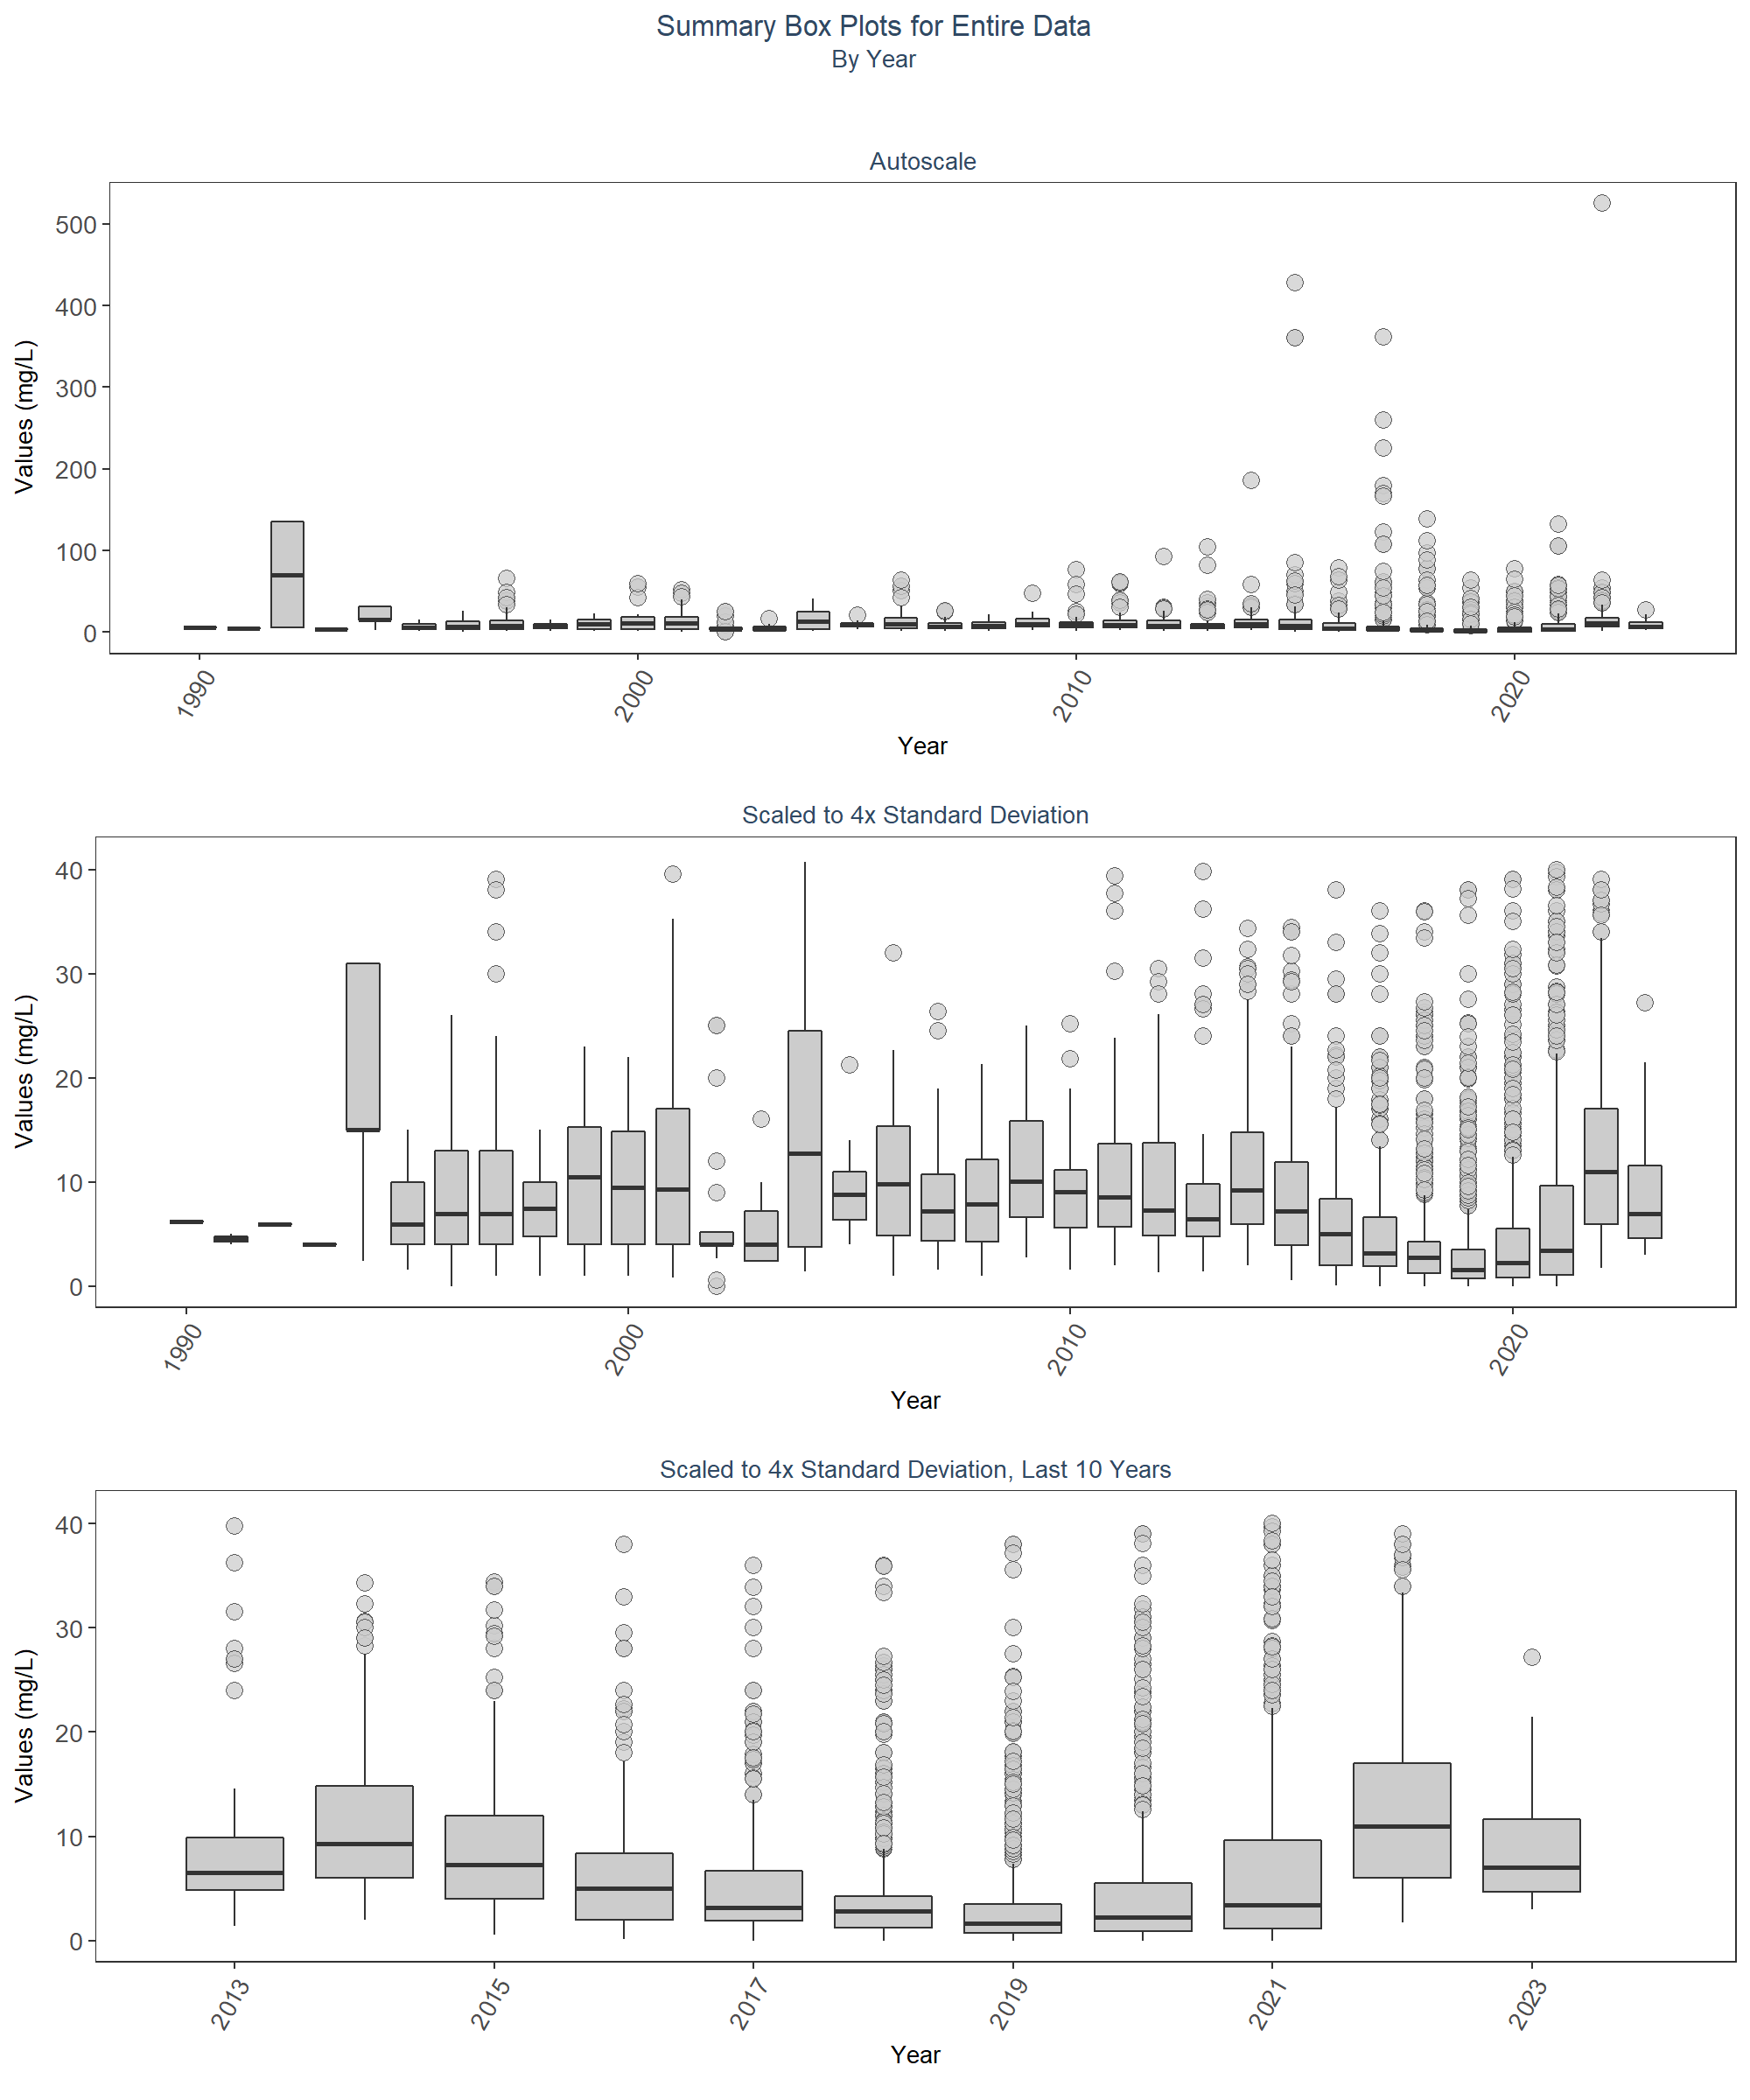 Summary Box Plots for Entire Data
By Year
Autoscale
Values (mg/L)
500
400
300
200
100
0
1990
2000
2010
2020
Year
Scaled to 4x Standard Deviation
Values (mg/L)
40
30
20
10
0
1990
2000
2010
2020
Year
Scaled to 4x Standard Deviation, Last 10 Years
Values (mg/L)
40
30
20
10
0
2013
2015
2017
2019
2021
2023
Year